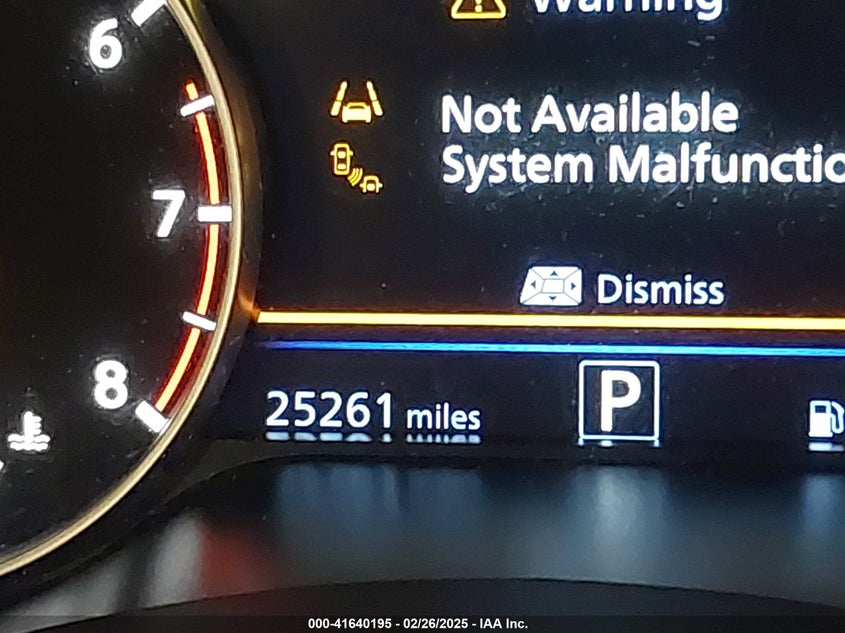 6
Warning
Not Available
System Malfunctio
7
Dismiss
8
25261 miles
P
000-41640195 - 02/26/2025 - IAA Inc.